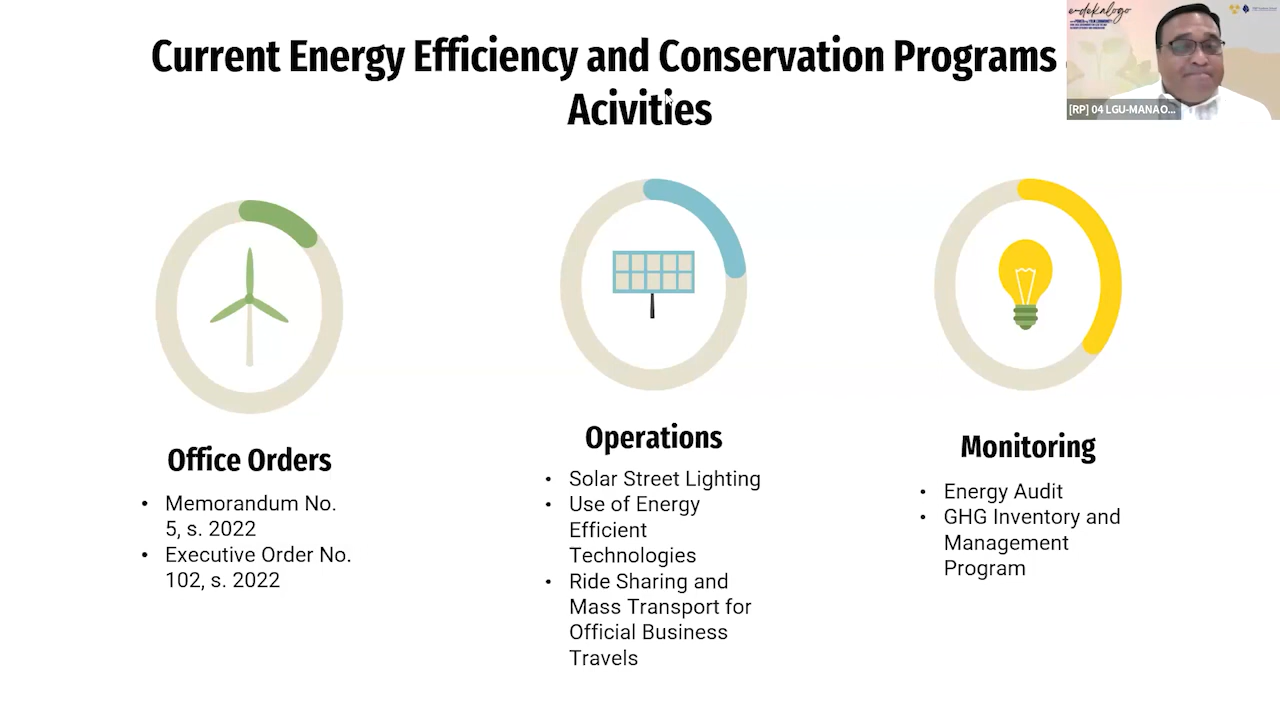 Current Energy Efficiency and Conservation Programs
Acivities
[RP] 04 LGU-MANAO...
Office Orders
• Memorandum No.
5, s. 2022
• Executive Order No.
102, s. 2022
Operations
• Solar Street Lighting
• Use of Energy
Efficient
Technologies
• Ride Sharing and
Mass Transport for
Official Business
Travels
Monitoring
• Energy Audit
• GHG Inventory and
Management
Program